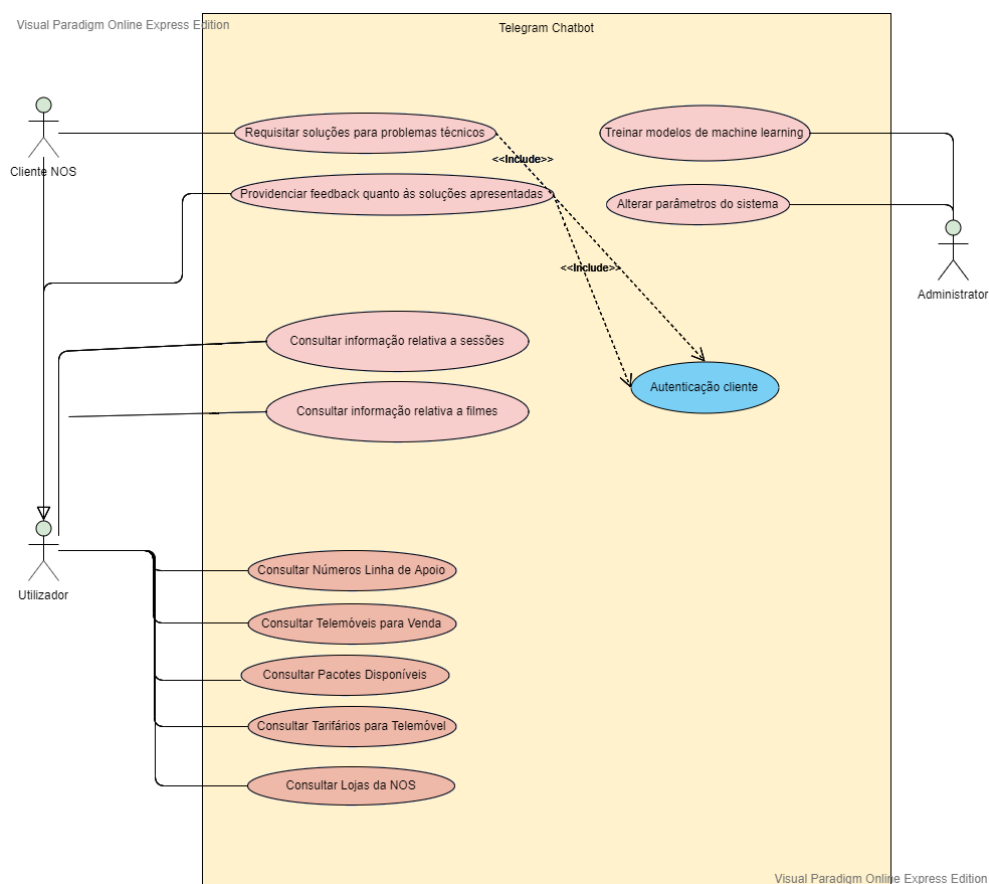 Visual Paradigm Online Express Edition
Telegram Chatbot
Cliente NOS
Requisitar soluções para problemas técnicos
Treinar modelos de machine learning
<<Include>>
Providenciar feedback quanto às soluções apresentadas
Alterar parâmetros do sistema
<<Include>>
Administrator
Consultar informação relativa a sessões
Autenticação cliente
Consultar informação relativa a filmes
Utilizador
Consultar Números Linha de Apoio
Consultar Telemóveis para Venda
Consultar Pacotes Disponíveis
Consultar Tarifários para Telemóvel
Consultar Lojas da NOS
Visual Paradigm Online Express Edition